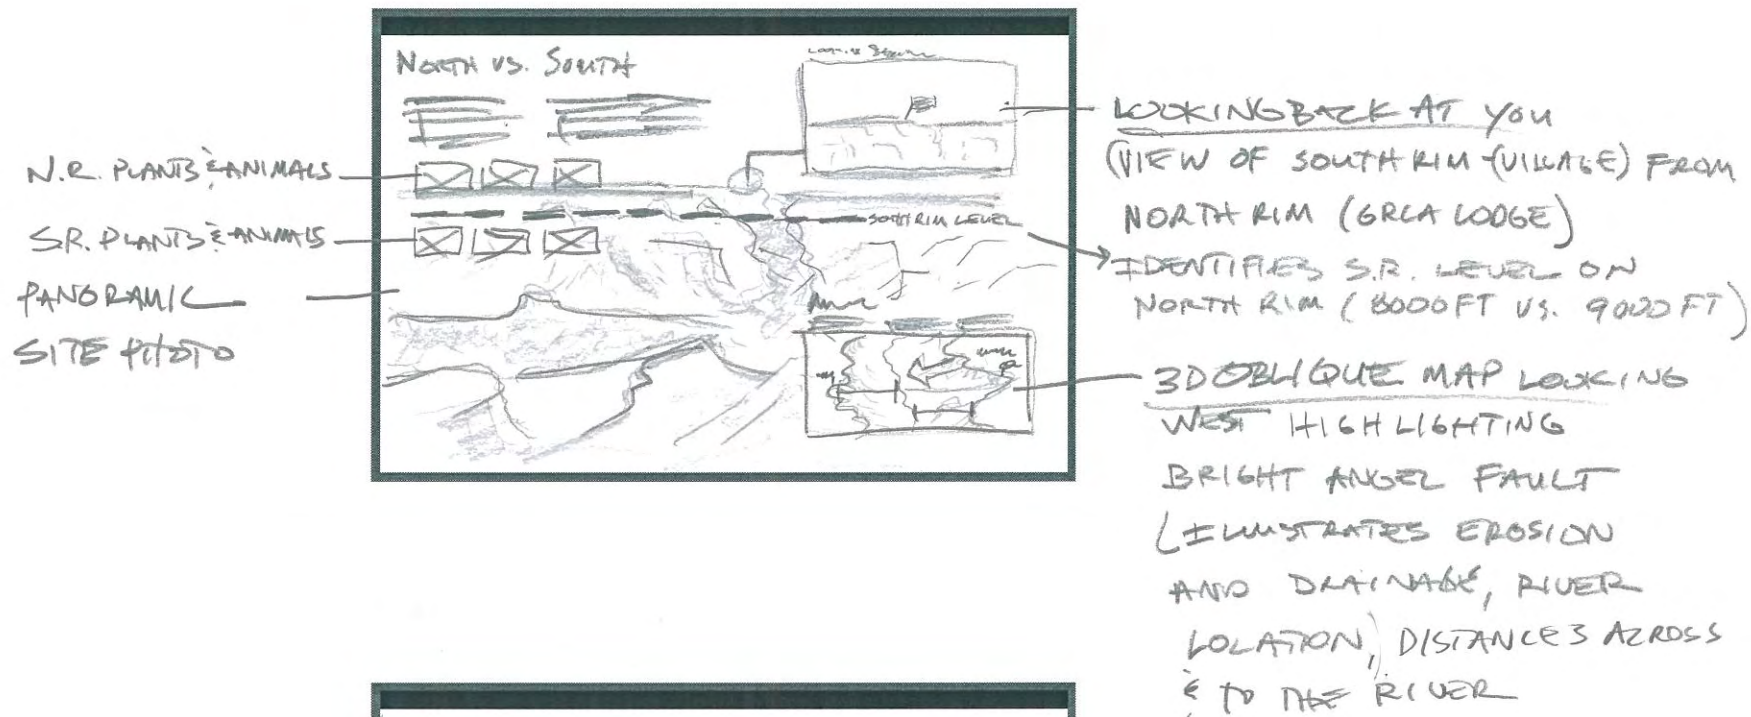 NORTH VS. SOUTH
N.R. PLANTS & ANIMALS
S.R. PLANTS & ANIMALS
PANORAMIC
SITE PHOTO
SOUTH RIM LEVEL
LOOKING BACK AT YOU
(VIEW OF SOUTH RIM (VILLAGE) FROM
NORTH RIM (GRCA LODGE)
IDENTIFIES S.R. LEVEL ON
NORTH RIM (8000 FT VS. 9000 FT)
3D OBLIQUE MAP LOOKING
WEST HIGHLIGHTING
BRIGHT ANGEL FAULT
(ILLUSTRATES EROSION
AND DRAINAGE, RIVER
LOCATION, DISTANCES ACROSS
& TO THE RIVER